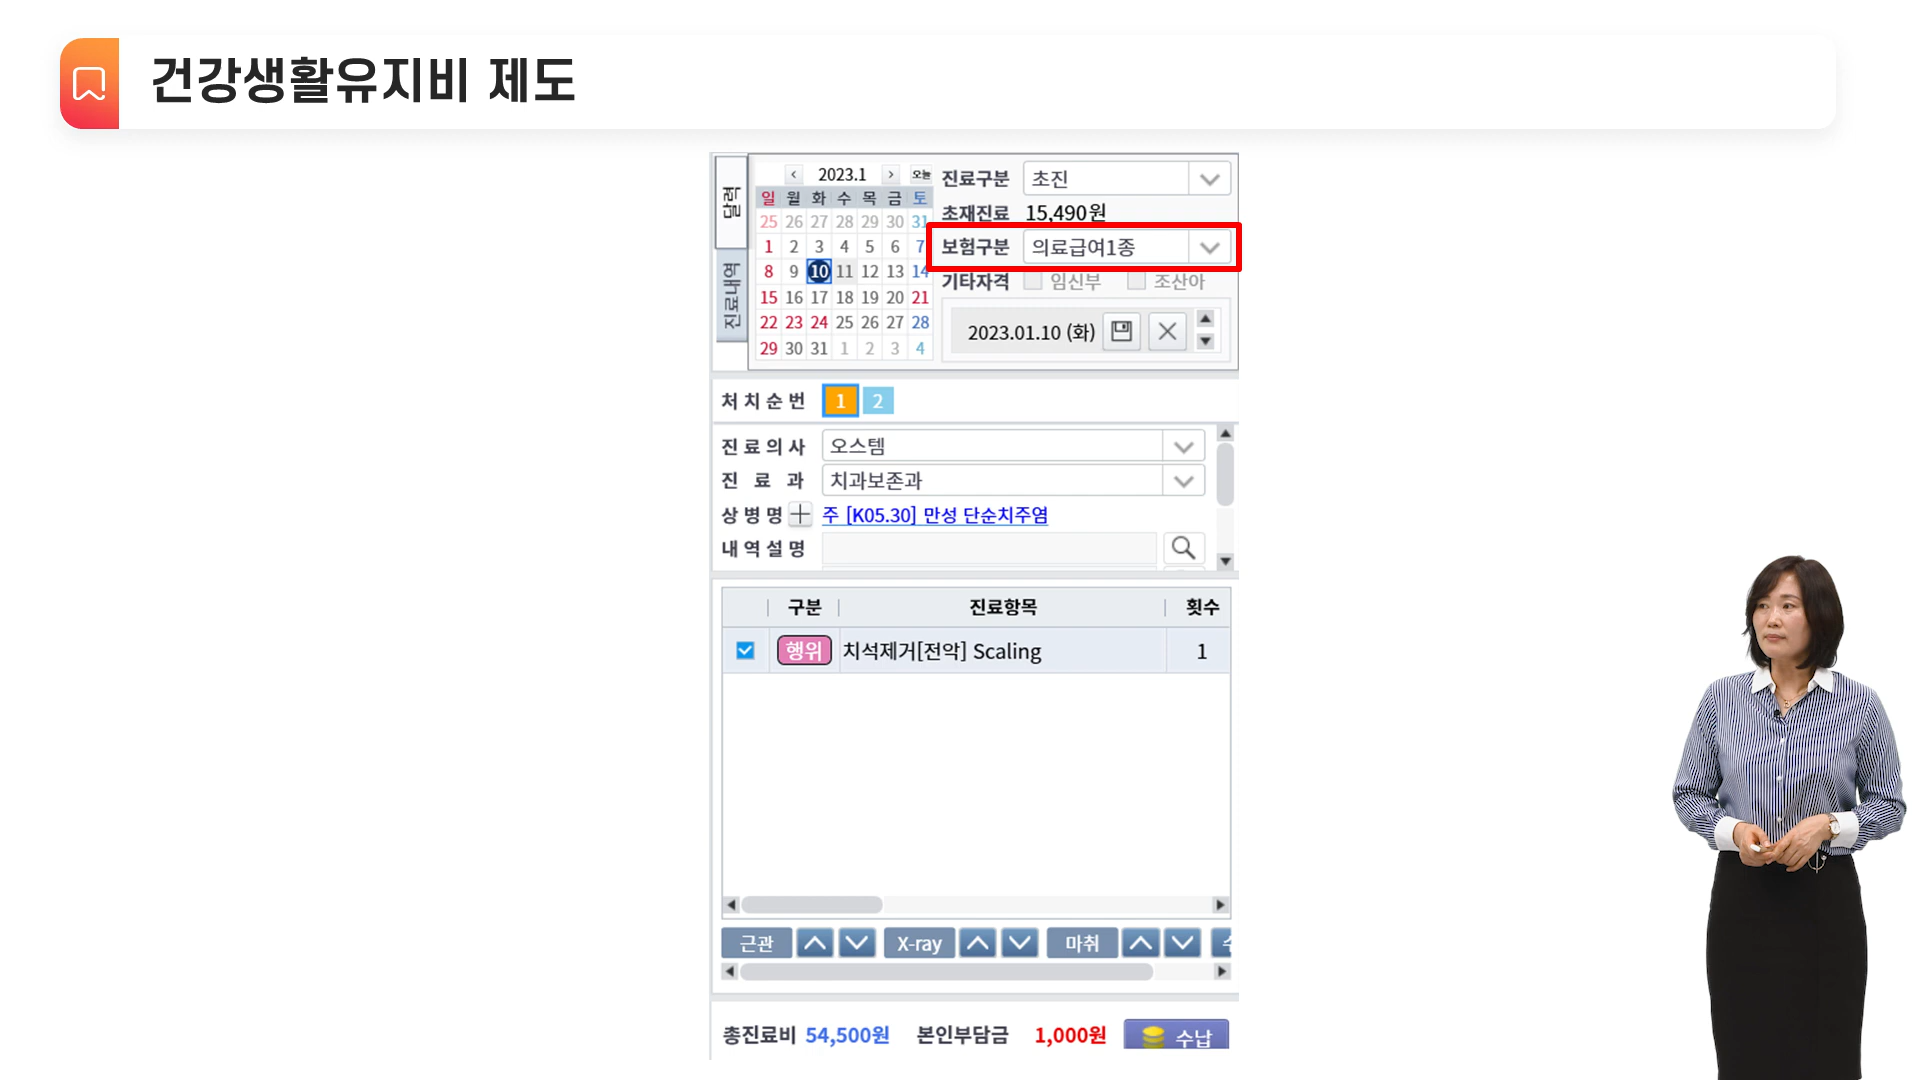 건강생활유지비 제도
달력
진료내역
2023.1 오늘
일 월 화 수 목 금 토
25 26 27 28 29 30 31
1 2 3 4 5 6 7
8 9 10 11 12 13 14
15 16 17 18 19 20 21
22 23 24 25 26 27 28
29 30 31 1 2 3 4
진료구분 초진
초재진료 15,490원
보험구분 의료급여1종
기타자격 임신부 조산아
2023.01.10 (화)
처치순번 1 2
진료의사 오스템
진료과 치과보존과
상병명 주 [K05.30] 만성 단순치주염
내역설명
구분 진료항목 횟수
행위 치석제거[전악] Scaling 1
근관 X-ray 마취
총진료비 54,500원 본인부담금 1,000원 수납